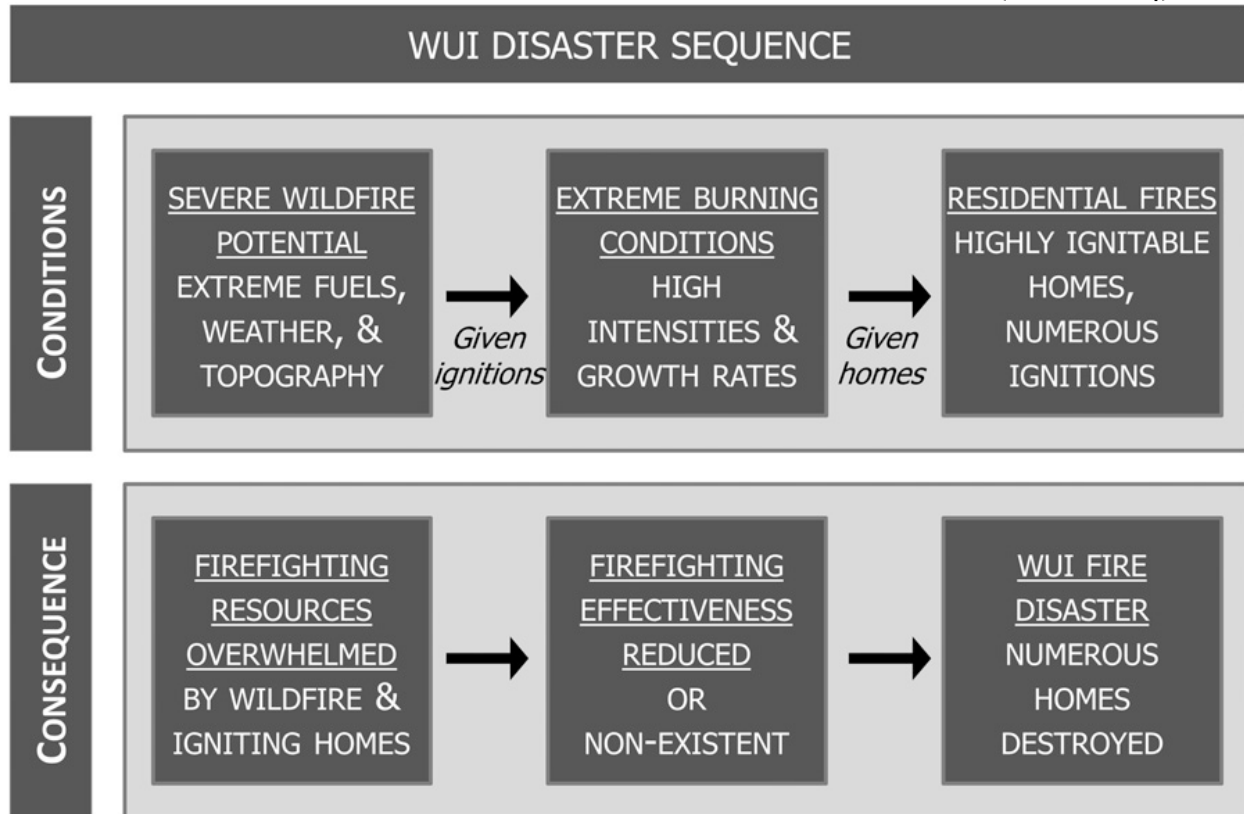 WUI DISASTER SEQUENCE
CONDITIONS
SEVERE WILDFIRE
POTENTIAL
EXTREME FUELS,
WEATHER, &
TOPOGRAPHY
Given
ignitions
EXTREME BURNING
CONDITIONS
HIGH
INTENSITIES &
GROWTH RATES
Given
homes
RESIDENTIAL FIRES
HIGHLY IGNITABLE
HOMES,
NUMEROUS
IGNITIONS
CONSEQUENCE
FIREFIGHTING
RESOURCES
OVERWHELMED
BY WILDFIRE &
IGNITING HOMES
FIREFIGHTING
EFFECTIVENESS
REDUCED
OR
NON-EXISTENT
WUI FIRE
DISASTER
NUMEROUS
HOMES
DESTROYED